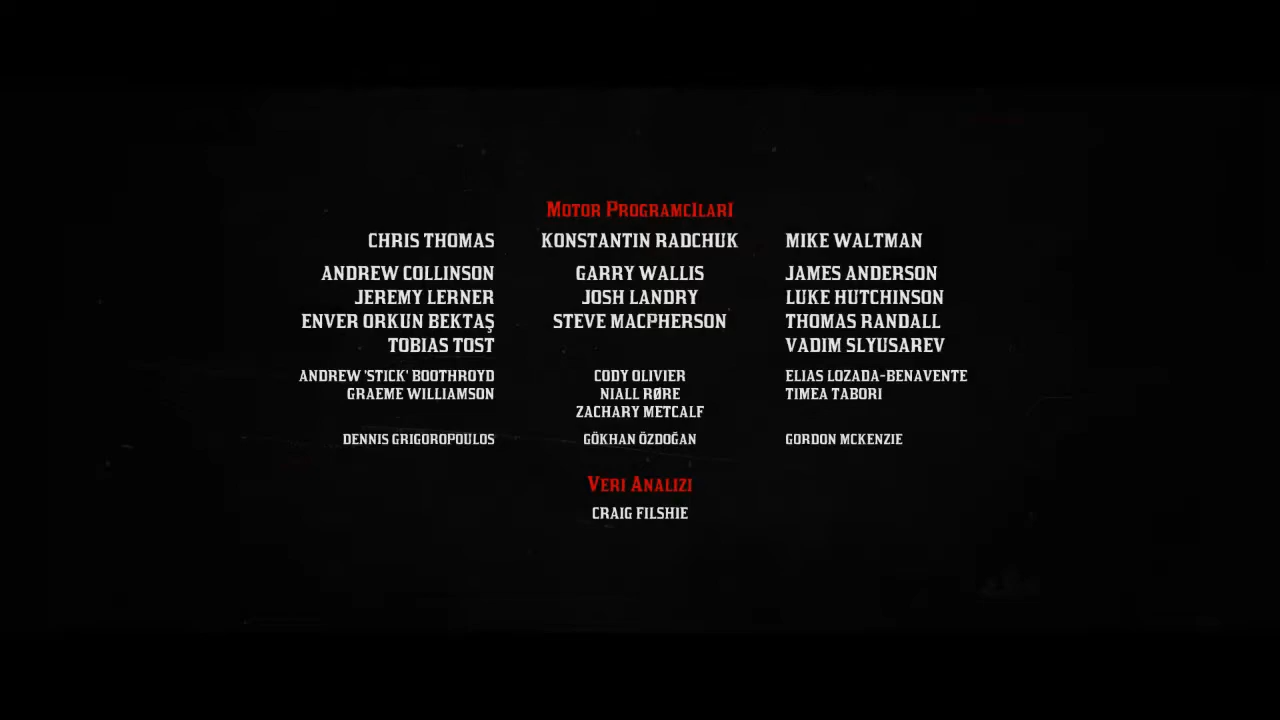 Motor ProgramcIlarI
CHRIS THOMAS KONSTANTIN RADCHUK MIKE WALTMAN
ANDREW COLLINSON GARRY WALLIS JAMES ANDERSON
JEREMY LERNER JOSH LANDRY LUKE HUTCHINSON
ENVER ORKUN BEKTAŞ STEVE MACPHERSON THOMAS RANDALL
TOBIAS TOST VADIM SLYUSAREV
ANDREW 'STICK' BOOTHROYD CODY OLIVIER ELIAS LOZADA-BENAVENTE
GRAEME WILLIAMSON NIALL RØRE TIMEA TABORI
ZACHARY METCALF
DENNIS GRIGOROPOULOS GÖKHAN ÖZDOĞAN GORDON MCKENZIE
Veri Analizi
CRAIG FILSHIE